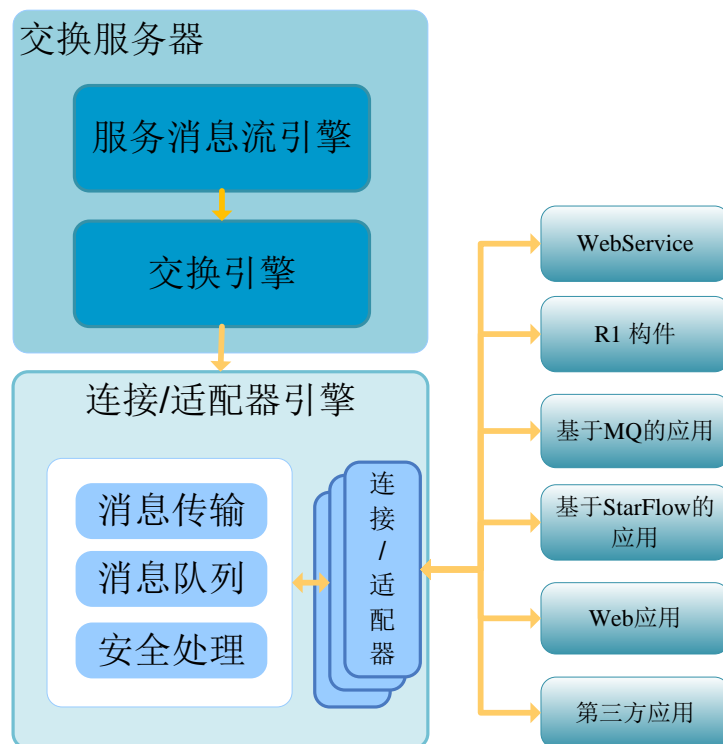 交换服务器
服务消息流引擎
交换引擎
连接/适配器引擎
消息传输
消息队列
安全处理
连
接
/
适
配
器
WebService
R1 构件
基于MQ的应用
基于StarFlow的
应用
Web应用
第三方应用